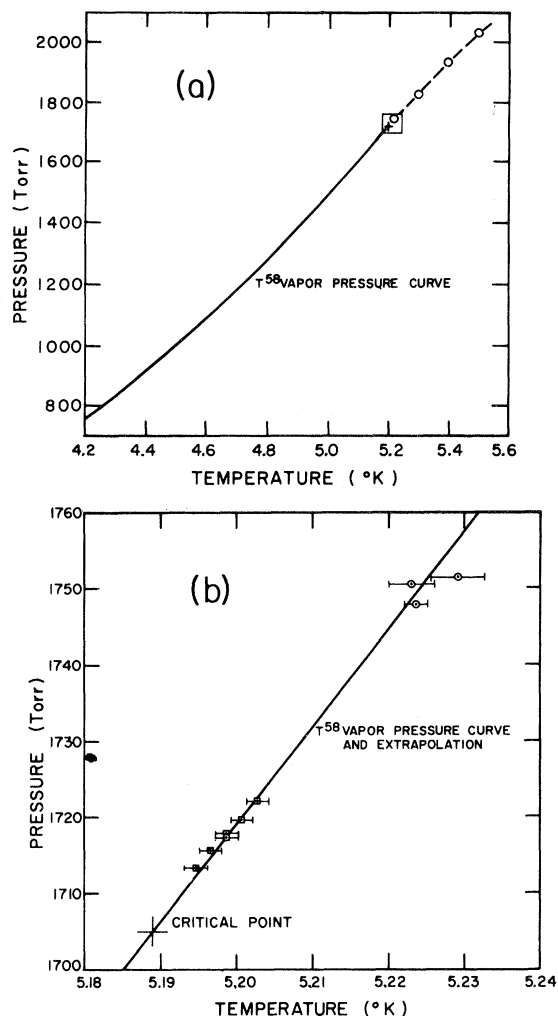 2000
1800
1600
1400
1200
1000
800
PRESSURE (Torr)
(a)
T58 VAPOR PRESSURE CURVE
4.2 4.4 4.6 4.8 5.0 5.2 5.4 5.6
TEMPERATURE (°K)
1760
1750
1740
1730
1720
1710
1700
PRESSURE (Torr)
(b)
T58 VAPOR PRESSURE CURVE
AND EXTRAPOLATION
CRITICAL POINT
5.18 5.19 5.20 5.21 5.22 5.23 5.24
TEMPERATURE (°K)